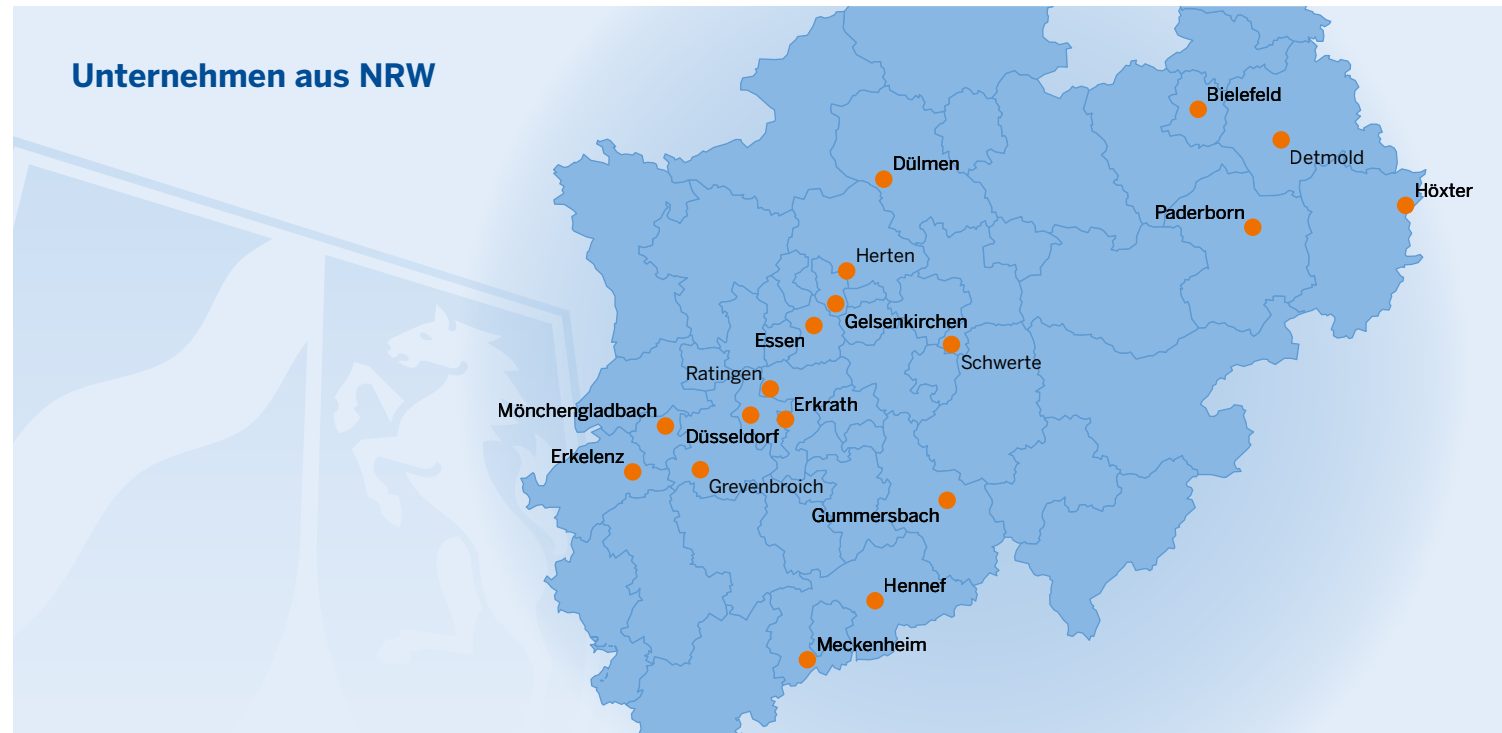 Unternehmen aus NRW
Bielefeld
Detmold
Dülmen
Höxter
Paderborn
Herten
Gelsenkirchen
Essen
Schwerte
Ratingen
Erkrath
Mönchengladbach
Düsseldorf
Erkelenz
Grevenbroich
Gummersbach
Hennef
Meckenheim